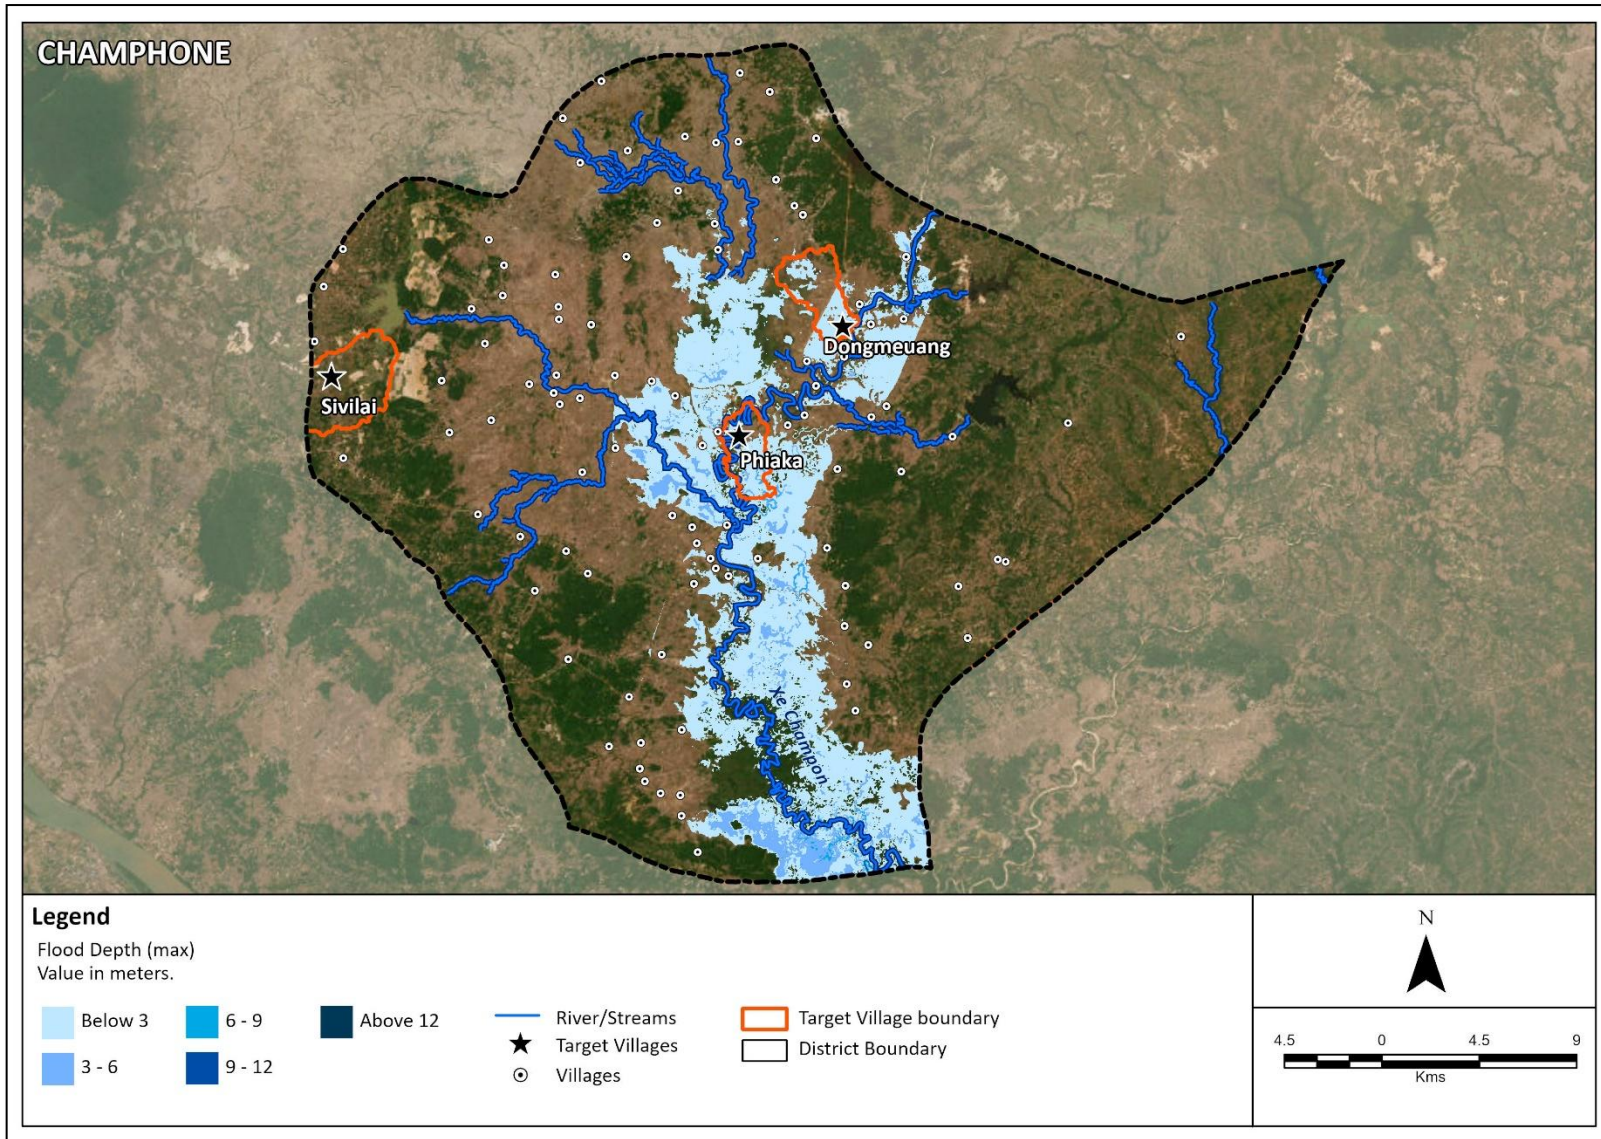 CHAMPHONE
Dongmeuang
Sivilai
Phiaka
Xe Champon
Legend
Flood Depth (max)
Value in meters.
Below 3
6 - 9
Above 12
3 - 6
9 - 12
River/Streams
Target Villages
Villages
Target Village boundary
District Boundary
N
4.5 0 4.5 9
Kms